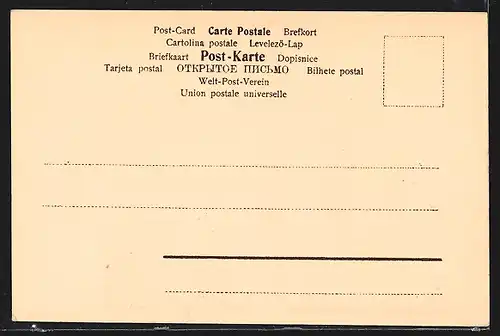 Post-Card Carte Postale Brefkort
Cartolina postale Levelező-Lap
Briefkaart Post-Karte Dopisnice
Tarjeta postal ОТКРЫТОЕ ПИСЬМО Bilhete postal
Welt-Post-Verein
Union postale universelle